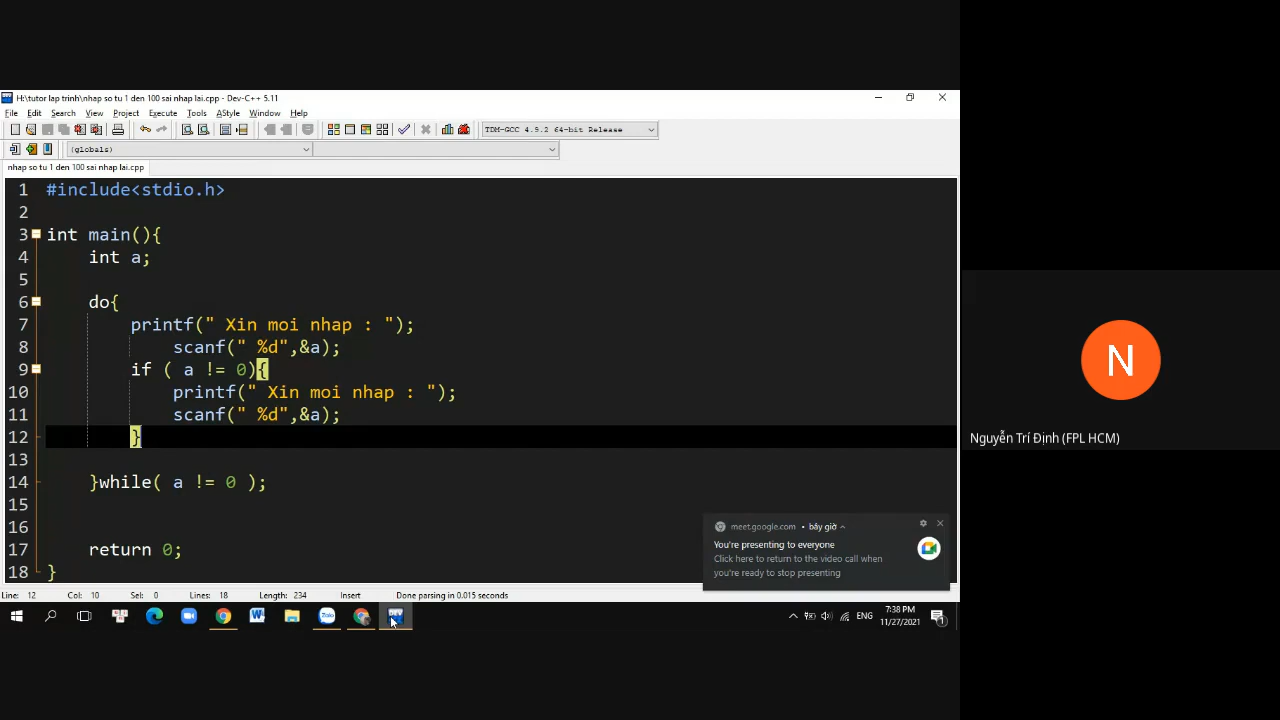 H:\tutor lap trinh\nhap so tu 1 den 100 sai nhap lai.cpp - Dev-C++ 5.11
File Edit Search View Project Execute Tools AStyle Window Help
TDM-GCC 4.9.2 64-bit Release
(globals)
nhap so tu 1 den 100 sai nhap lai.cpp
1 #include<stdio.h>
2
3 int main(){
4 int a;
5
6 do{
7 printf(" Xin moi nhap : ");
8 scanf(" %d",&a);
9 if ( a != 0){
10 printf(" Xin moi nhap : ");
11 scanf(" %d",&a);
12 }
13
14 }while( a != 0 );
15
16
17 return 0;
18 }
meet.google.com • bây giờ
You're presenting to everyone
Click here to return to the video call when
you're ready to stop presenting
Line: 12 Col: 10 Sel: 0 Lines: 18 Length: 234 Insert Done parsing in 0.015 seconds
Zalo
DEV
ENG
7:38 PM
11/27/2021
1
N
Nguyễn Trí Định (FPL HCM)